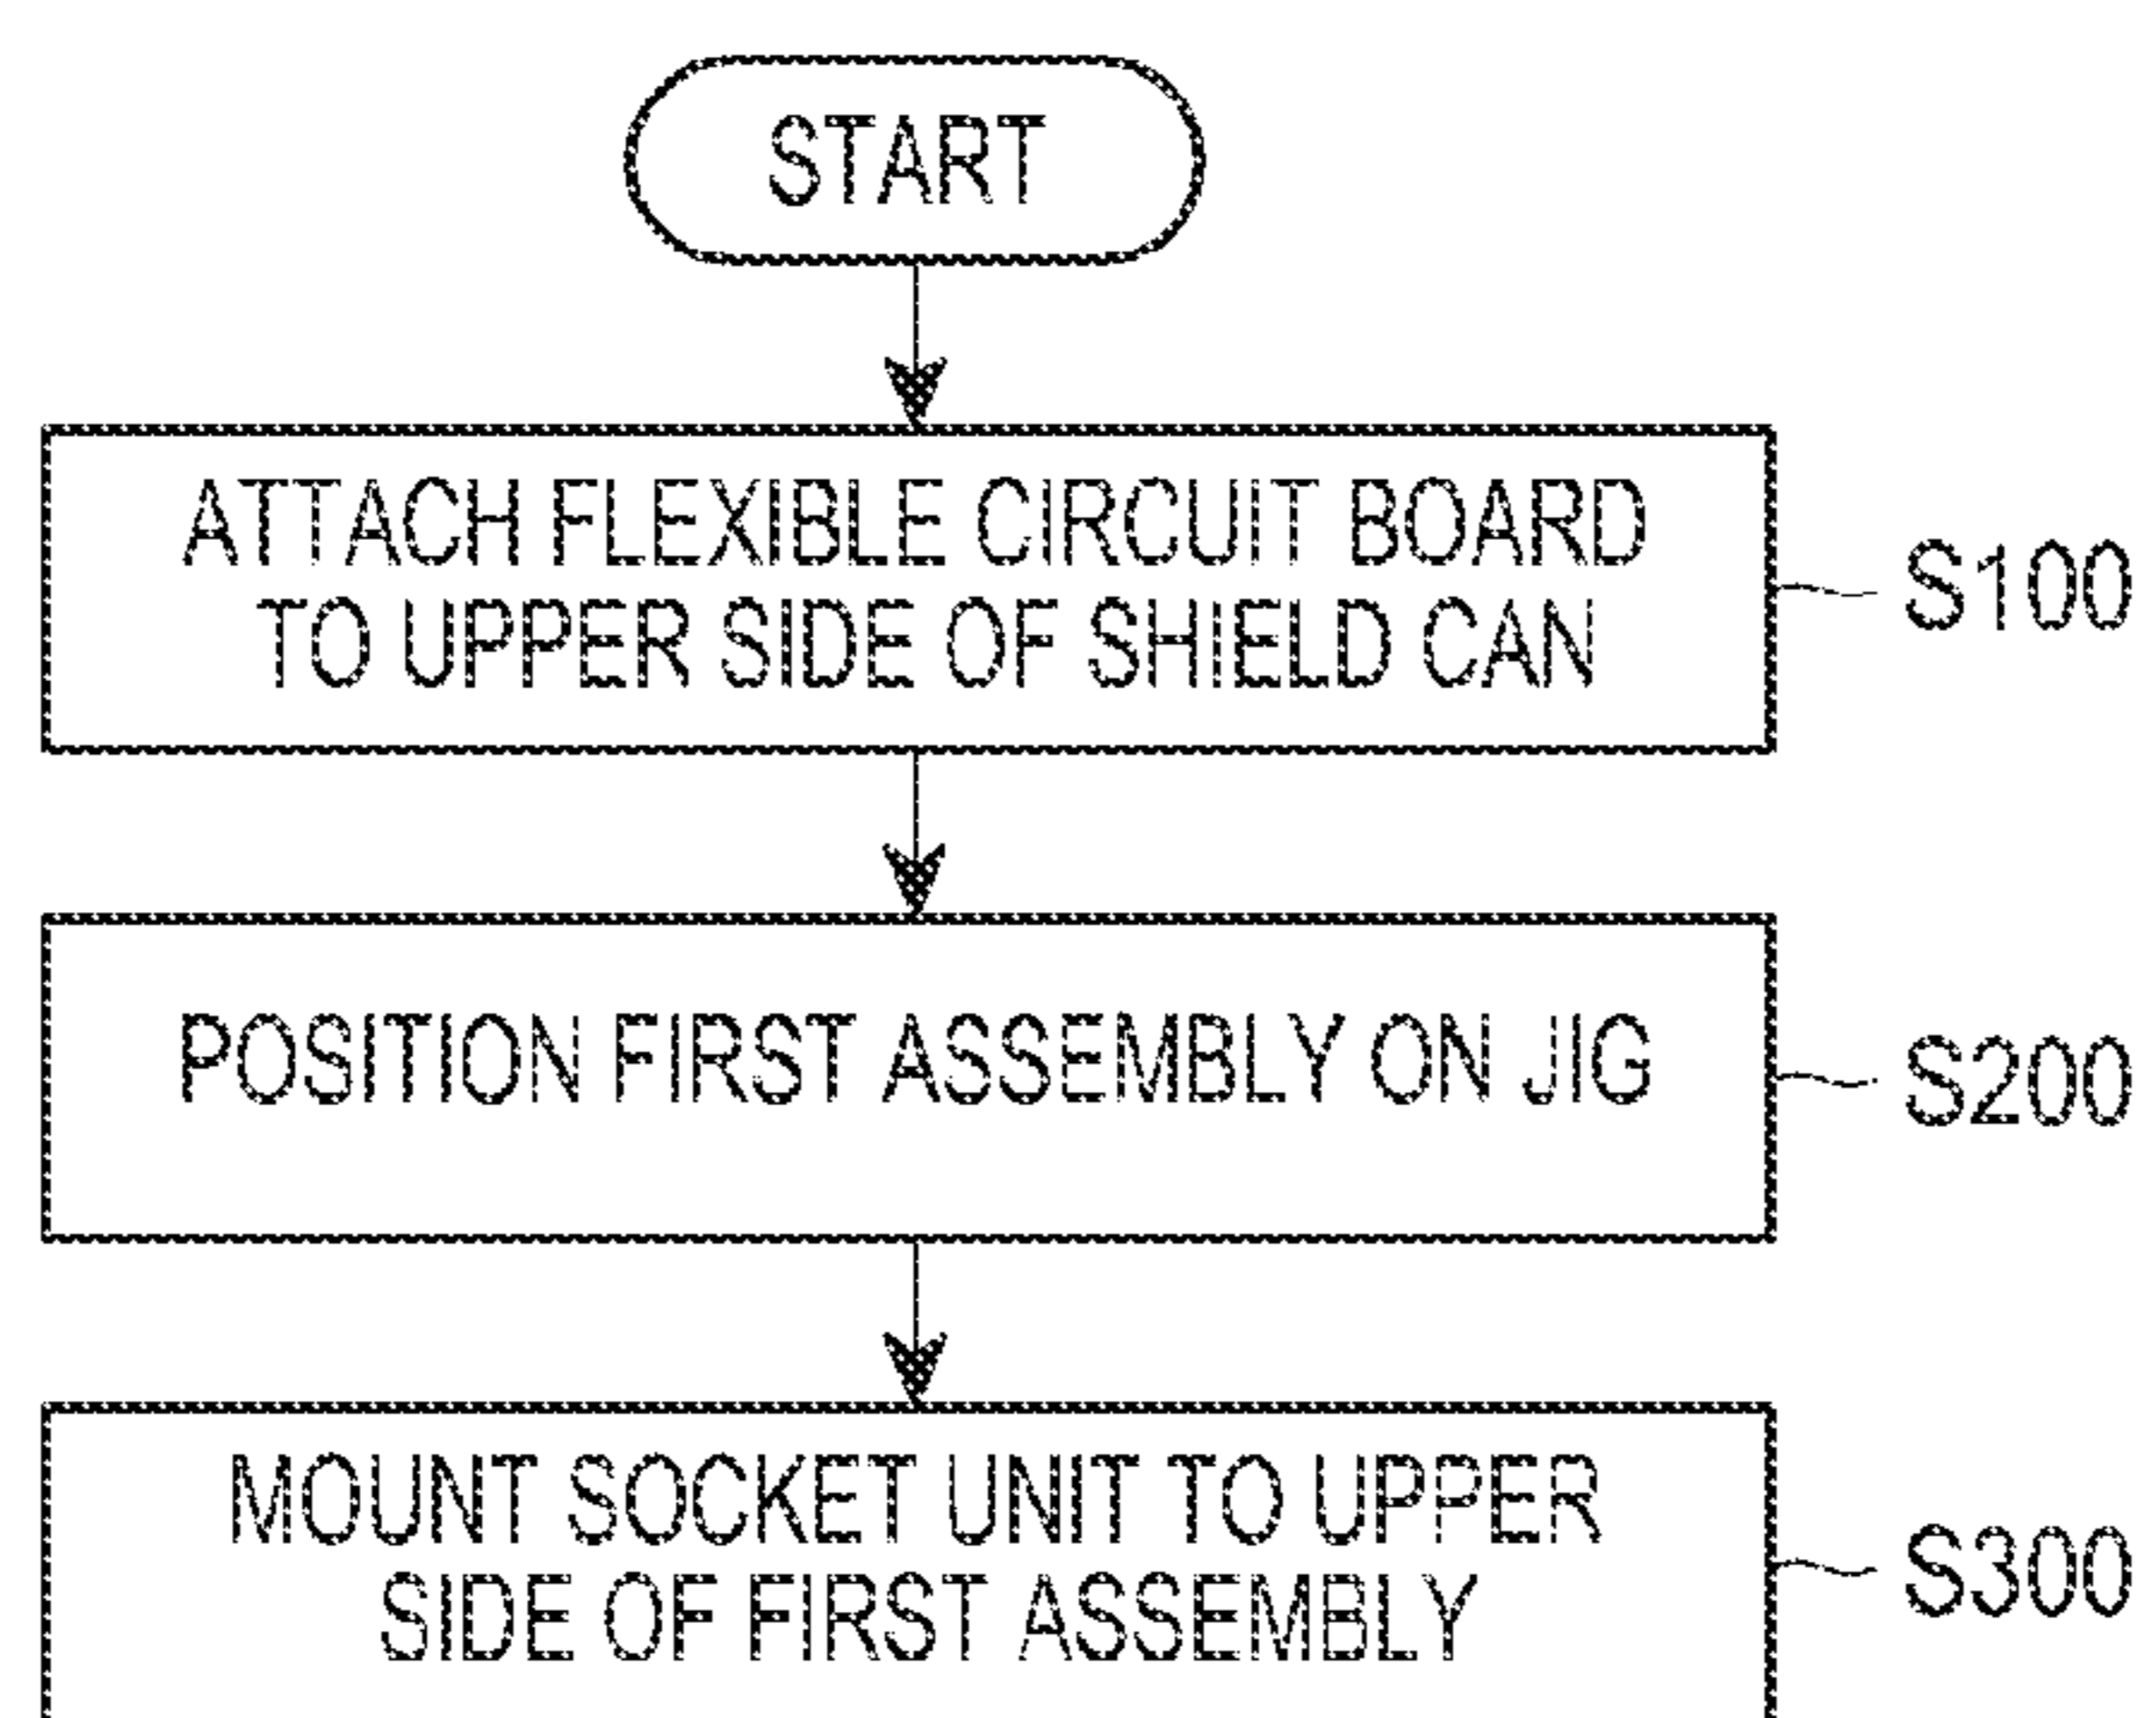 START
ATTACH FLEXIBLE CIRCUIT BOARD
TO UPPER SIDE OF SHIELD CAN
S100
POSITION FIRST ASSEMBLY ON JIG
S200
MOUNT SOCKET UNIT TO UPPER
SIDE OF FIRST ASSEMBLY
S300